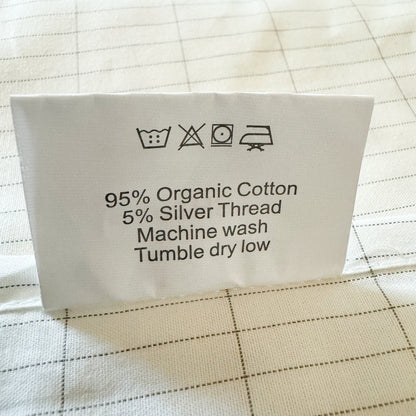 95% Organic Cotton
5% Silver Thread
Machine wash
Tumble dry low